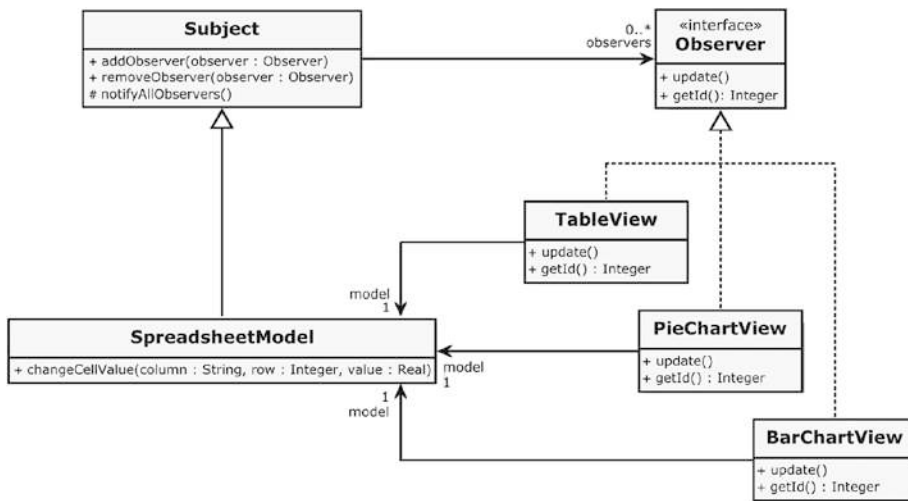 Subject
+ addObserver(observer : Observer)
+ removeObserver(observer : Observer)
# notifyAllObservers()
0..*
observers
«interface»
Observer
+ update()
+ getId(): Integer
TableView
+ update()
+ getId() : Integer
model
1
SpreadsheetModel
+ changeCellValue(column : String, row : Integer, value : Real)
model
1
PieChartView
+ update()
+ getId() : Integer
1
model
BarChartView
+ update()
+ getId() : Integer